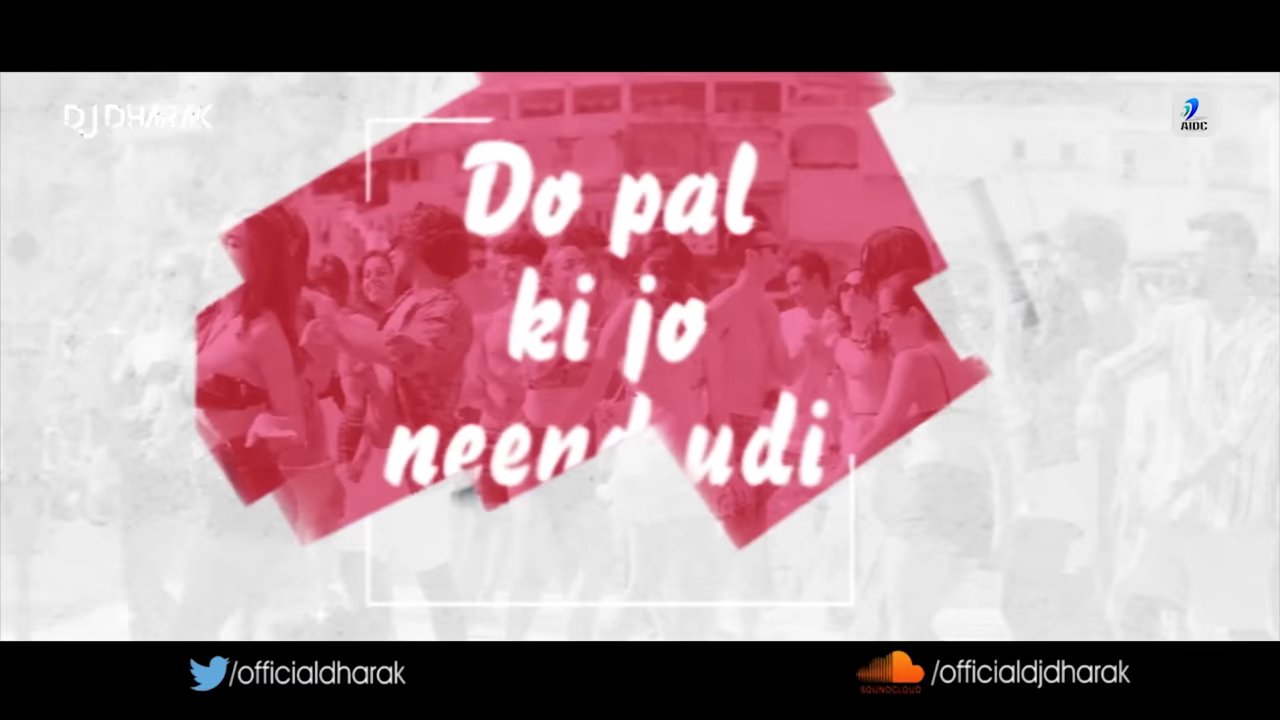 DJ DHARAK
AIDC
Do pal
ki jo
neend udi
/officialdharak
SOUNDCLOUD
/officialdjdharak